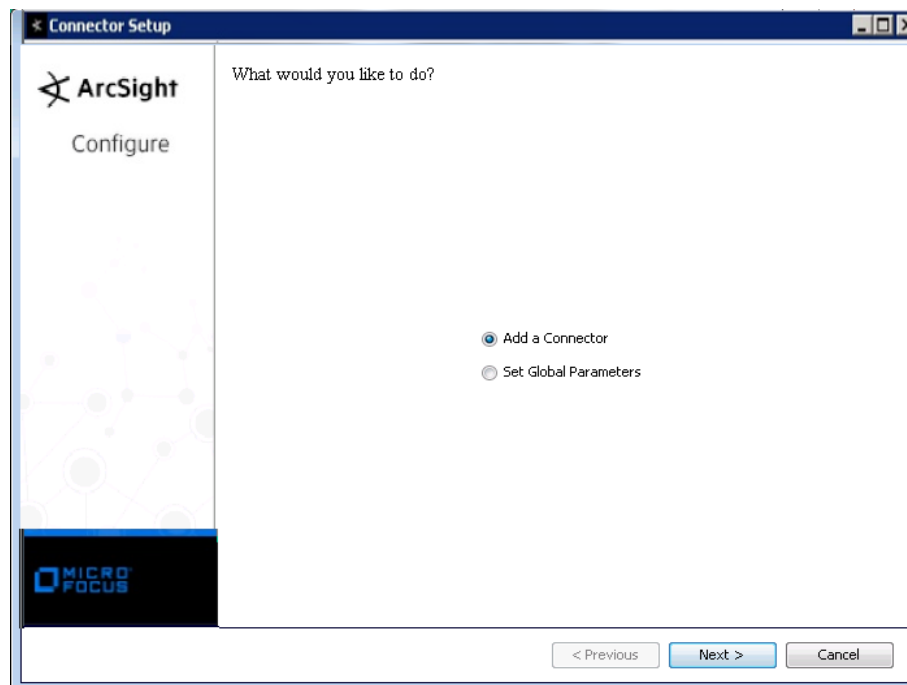 Connector Setup
ArcSight
Configure
What would you like to do?
Add a Connector
Set Global Parameters
MICRO
FOCUS
< Previous
Next >
Cancel